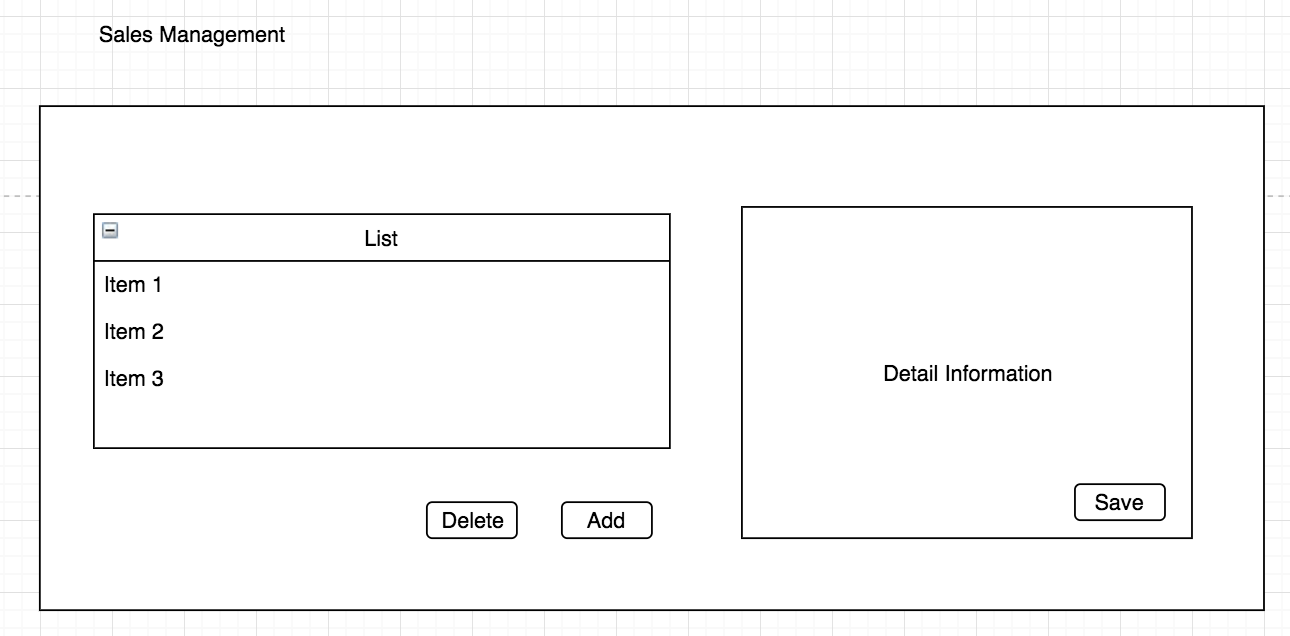 Sales Management
List
Item 1
Item 2
Item 3
Delete
Add
Detail Information
Save